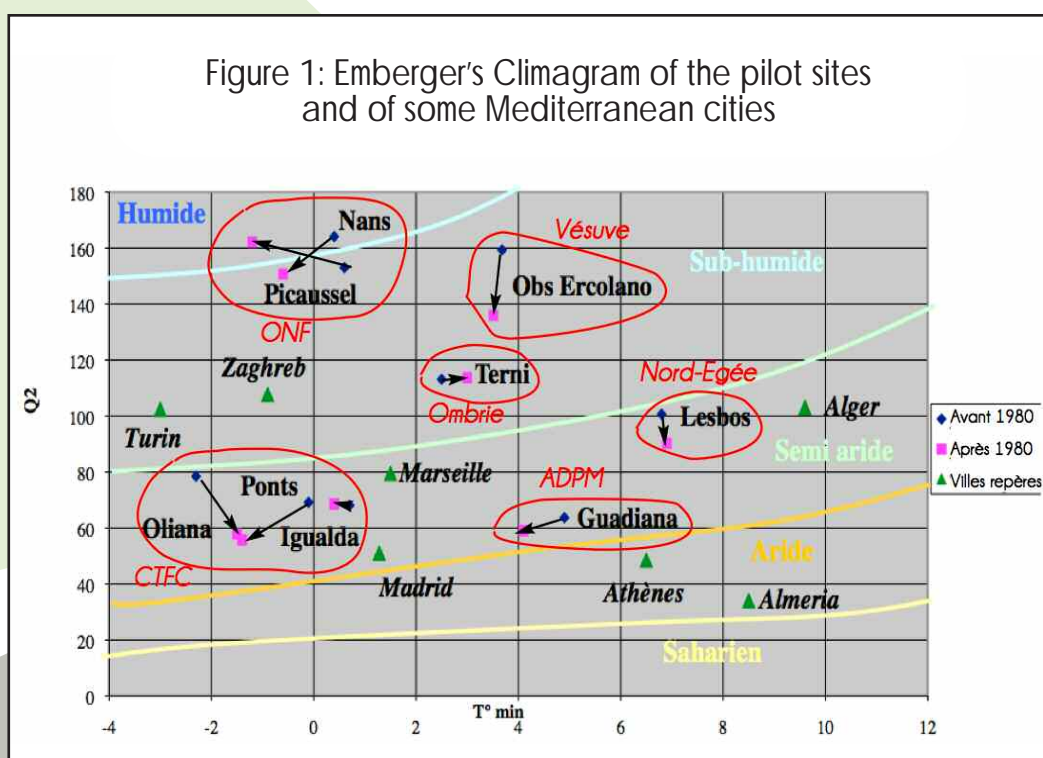 Figure 1: Emberger's Climagram of the pilot sites
and of some Mediterranean cities
180
160
140
120
100
80
60
40
20
0
Q2
Humide
Nans
Picaussel
ONF
Vésuve
Obs Ercolano
Sub-humide
Zaghreb
Turin
Terni
Ombrie
Nord-Egée
Lesbos
Alger
Semi aride
Marseille
Ponts
Oliana
Igualda
CTFC
Madrid
ADPM
Guadiana
Aride
Athènes
Almeria
Saharien
-4
-2
0
2
4
6
8
10
12
T° min
Avant 1980
Après 1980
Villes repères